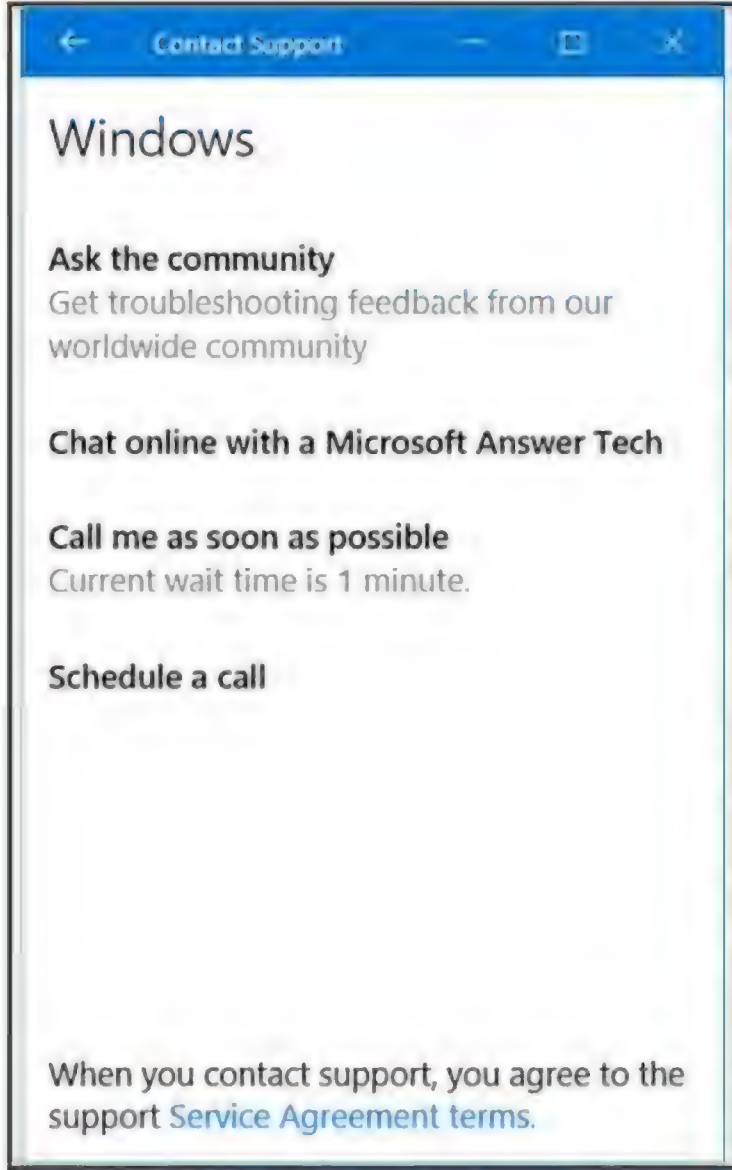 Contact Support
Windows
Ask the community
Get troubleshooting feedback from our
worldwide community
Chat online with a Microsoft Answer Tech
Call me as soon as possible
Current wait time is 1 minute.
Schedule a call
When you contact support, you agree to the
support Service Agreement terms.